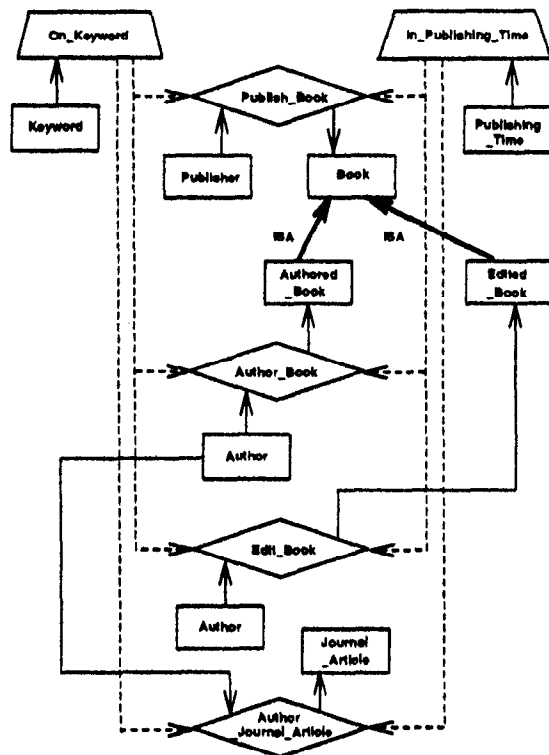 On_Keyword
In_Publishing_Time
Publish_Book
Keyword
Publishing
_Time
Publisher
Book
ISA
ISA
Authored
_Book
Edited
_Book
Author_Book
Author
Edit_Book
Author
Journal
_Article
Author
_Journal_Article